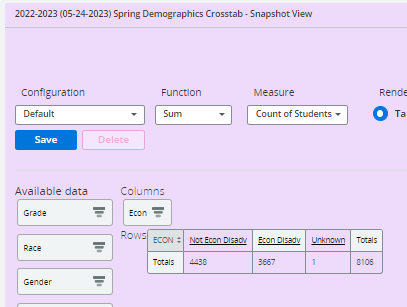 2022-2023 (05-24-2023) Spring Demographics Crosstab - Snapshot View
Configuration Function Measure
Default Sum Count of Students
Save Delete
Available data Columns
Grade Econ
Rows
ECON Not Econ Disadv Econ Disadv Unknown Totals
Race
Totals 4438 3667 1 8106
Gender